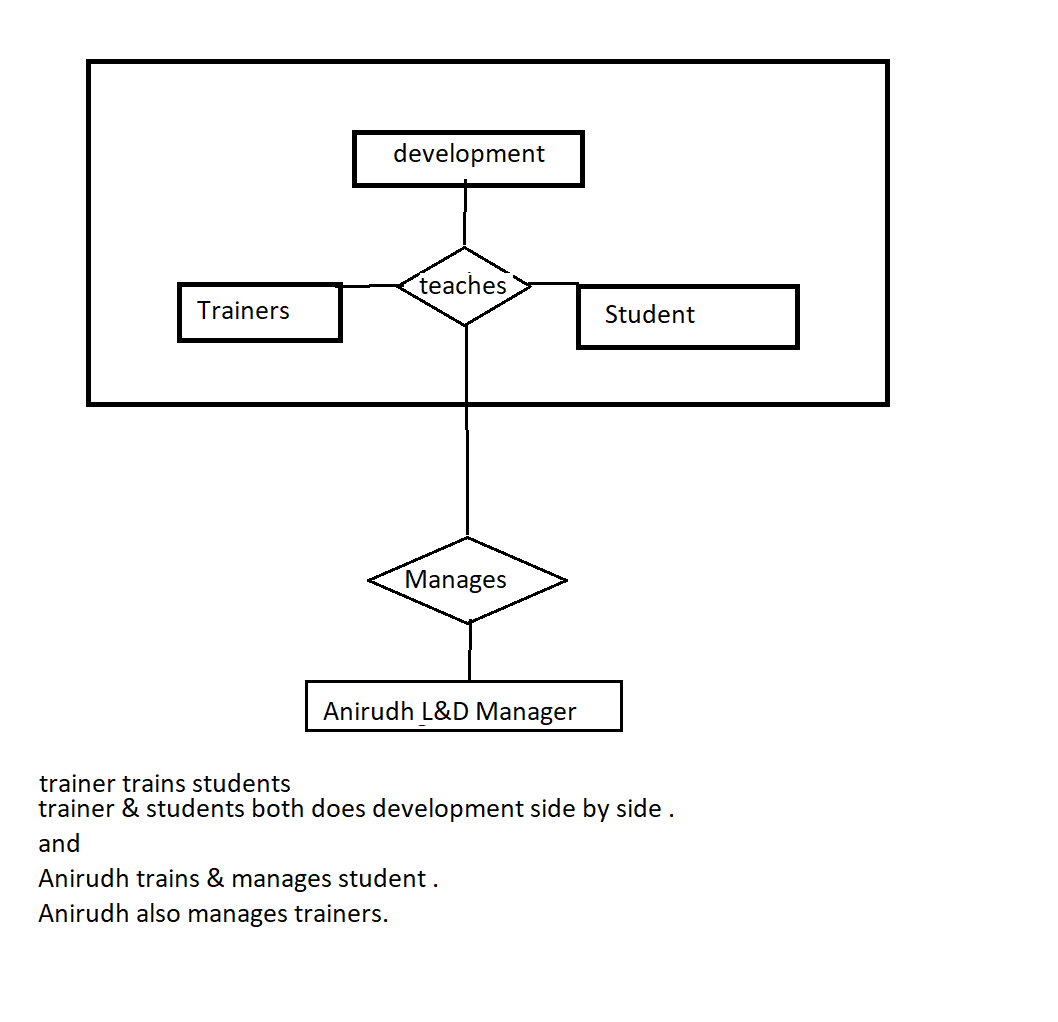 development
teaches
Trainers
Student
Manages
Anirudh L&D Manager
trainer trains students
trainer & students both does development side by side .
and
Anirudh trains & manages student .
Anirudh also manages trainers.